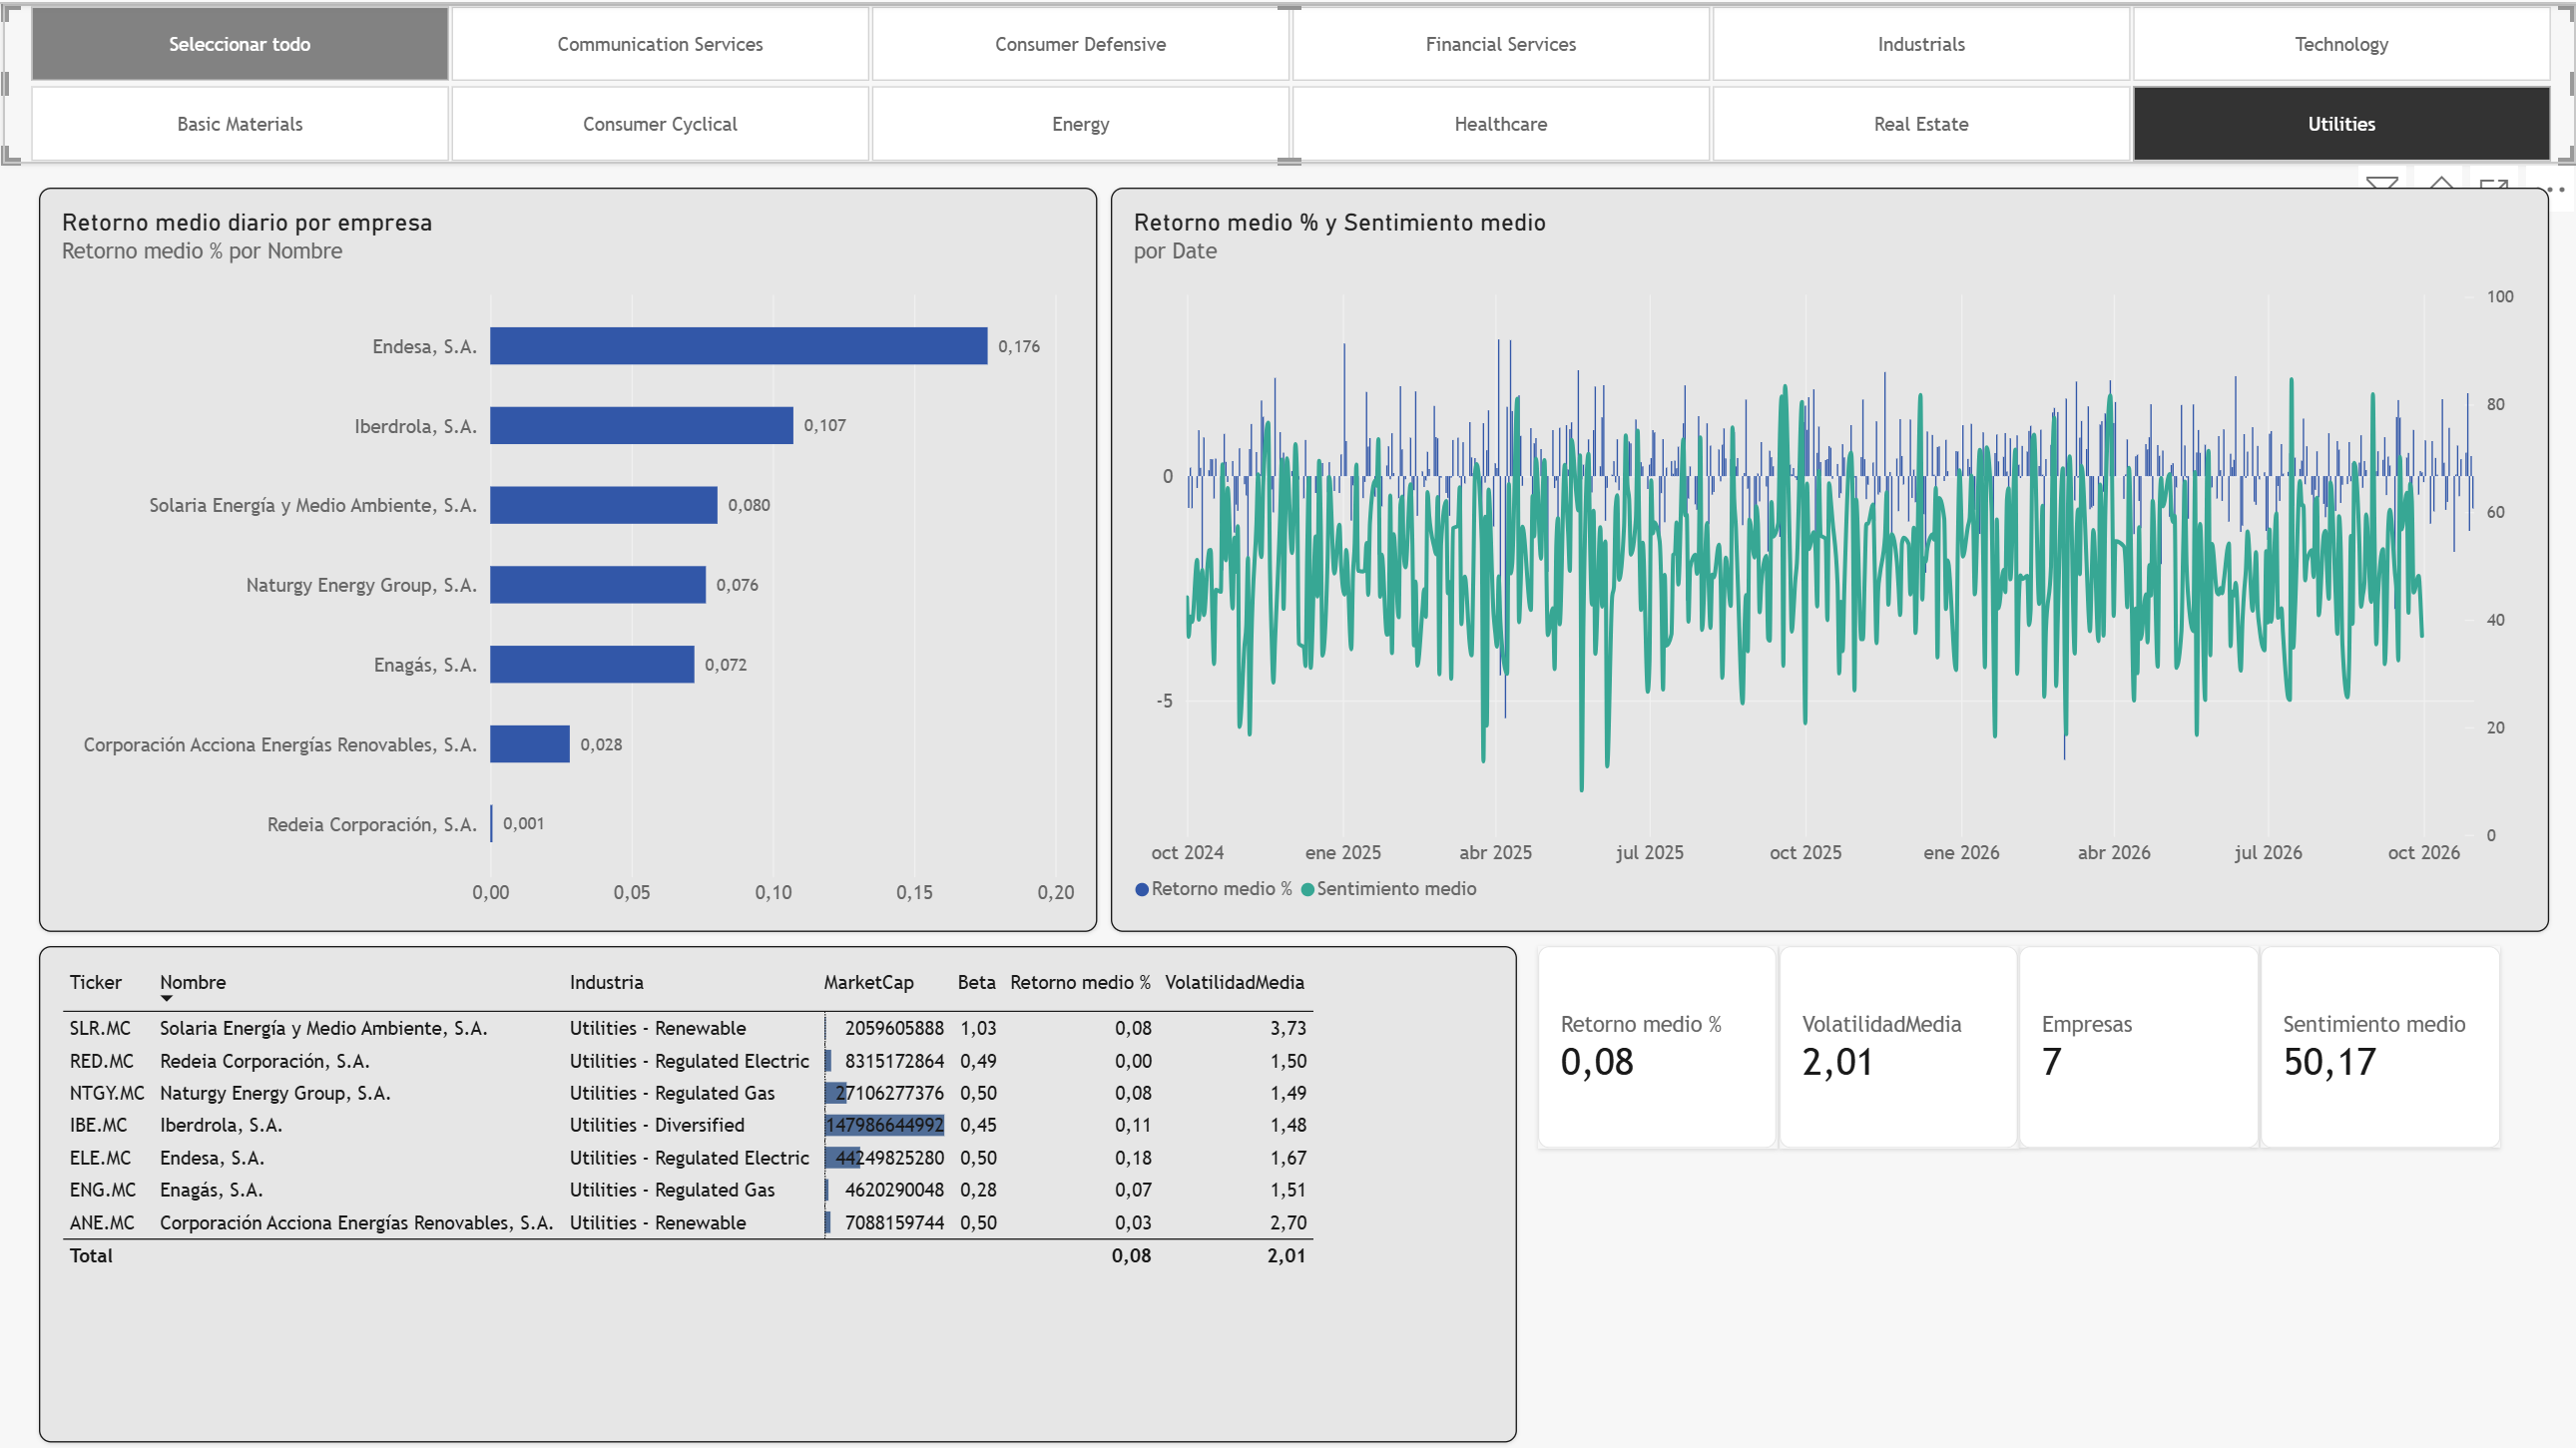 Seleccionar todo
Communication Services
Consumer Defensive
Financial Services
Industrials
Technology
Basic Materials
Consumer Cyclical
Energy
Healthcare
Real Estate
Utilities
Retorno medio diario por empresa
Retorno medio % por Nombre
Endesa, S.A. 0,176
Iberdrola, S.A. 0,107
Solaria Energía y Medio Ambiente, S.A. 0,080
Naturgy Energy Group, S.A. 0,076
Enagás, S.A. 0,072
Corporación Acciona Energías Renovables, S.A. 0,028
Redeia Corporación, S.A. 0,001
0,00 0,05 0,10 0,15 0,20
Retorno medio % y Sentimiento medio
por Date
100
80
0
60
40
-5
20
0
oct 2024 ene 2025 abr 2025 jul 2025 oct 2025 ene 2026 abr 2026 jul 2026 oct 2026
Retorno medio % Sentimiento medio
Ticker Nombre Industria MarketCap Beta Retorno medio % VolatilidadMedia
SLR.MC Solaria Energía y Medio Ambiente, S.A. Utilities - Renewable 2059605888 1,03 0,08 3,73
RED.MC Redeia Corporación, S.A. Utilities - Regulated Electric 8315172864 0,49 0,00 1,50
NTGY.MC Naturgy Energy Group, S.A. Utilities - Regulated Gas 27106277376 0,50 0,08 1,49
IBE.MC Iberdrola, S.A. Utilities - Diversified 147986644992 0,45 0,11 1,48
ELE.MC Endesa, S.A. Utilities - Regulated Electric 44249825280 0,50 0,18 1,67
ENG.MC Enagás, S.A. Utilities - Regulated Gas 4620290048 0,28 0,07 1,51
ANE.MC Corporación Acciona Energías Renovables, S.A. Utilities - Renewable 7088159744 0,50 0,03 2,70
Total 0,08 2,01
Retorno medio %
0,08
VolatilidadMedia
2,01
Empresas
7
Sentimiento medio
50,17